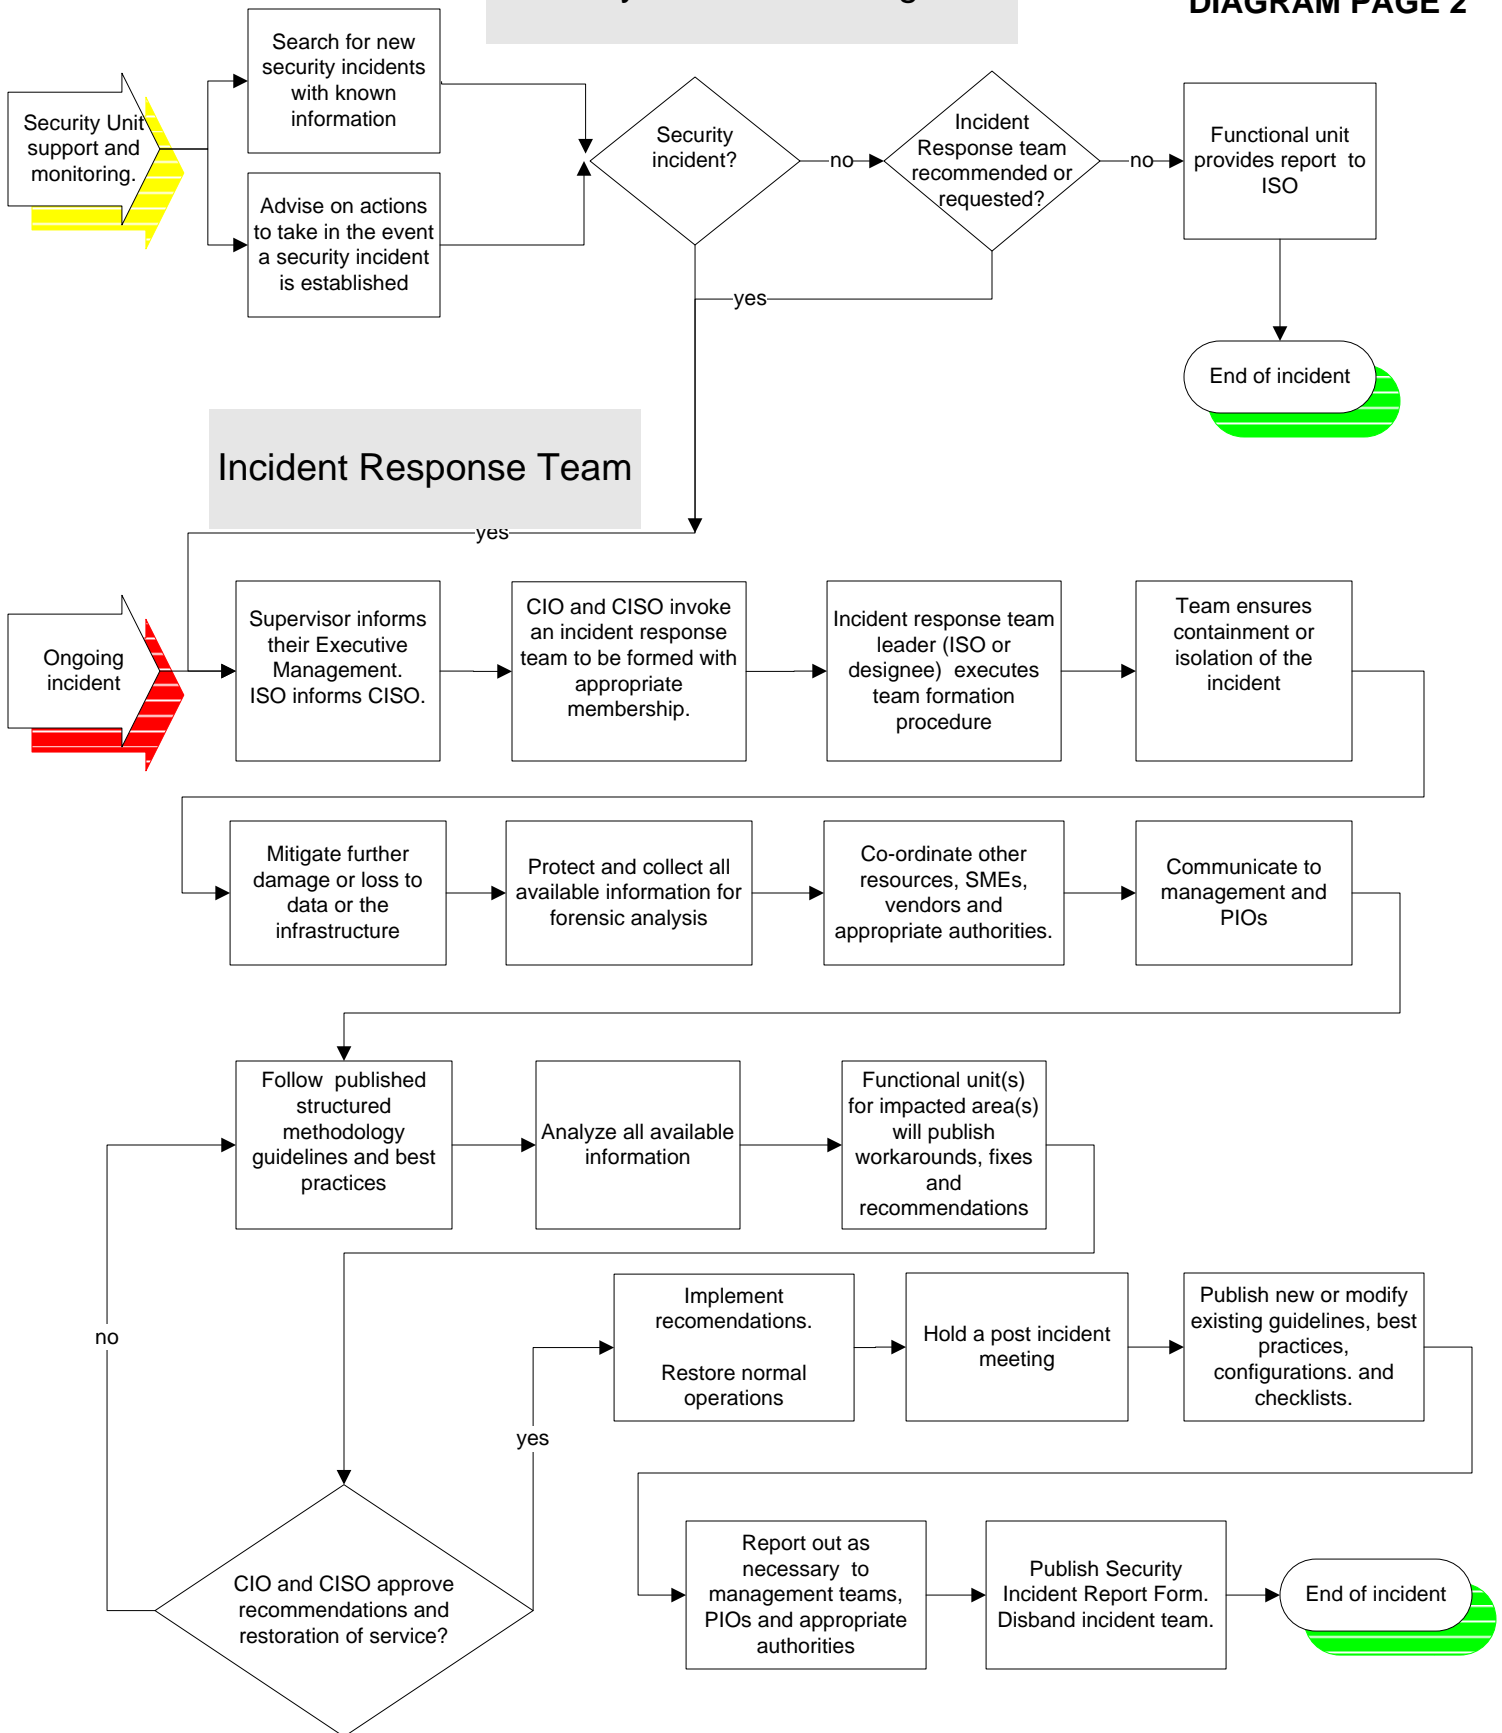 DIAGRAM PAGE 2
Search for new
security incidents
with known
information
Security Unit
support and
monitoring.
Advise on actions
to take in the event
a security incident
is established
Security
incident?
no
Incident
Response team
recommended or
requested?
no
Functional unit
provides report to
ISO
yes
End of incident
Incident Response Team
yes
Ongoing
incident
Supervisor informs
their Executive
Management.
ISO informs CISO.
CIO and CISO invoke
an incident response
team to be formed with
appropriate
membership.
Incident response team
leader (ISO or
designee) executes
team formation
procedure
Team ensures
containment or
isolation of the
incident
Mitigate further
damage or loss to
data or the
infrastructure
Protect and collect all
available information for
forensic analysis
Co-ordinate other
resources, SMEs,
vendors and
appropriate authorities.
Communicate to
management and
PIOs
Follow published
structured
methodology
guidelines and best
practices
Analyze all available
information
Functional unit(s)
for impacted area(s)
will publish
workarounds, fixes
and
recommendations
no
CIO and CISO approve
recommendations and
restoration of service?
yes
Implement
recomendations.
Restore normal
operations
Hold a post incident
meeting
Publish new or modify
existing guidelines, best
practices,
configurations. and
checklists.
Report out as
necessary to
management teams,
PIOs and appropriate
authorities
Publish Security
Incident Report Form.
Disband incident team.
End of incident